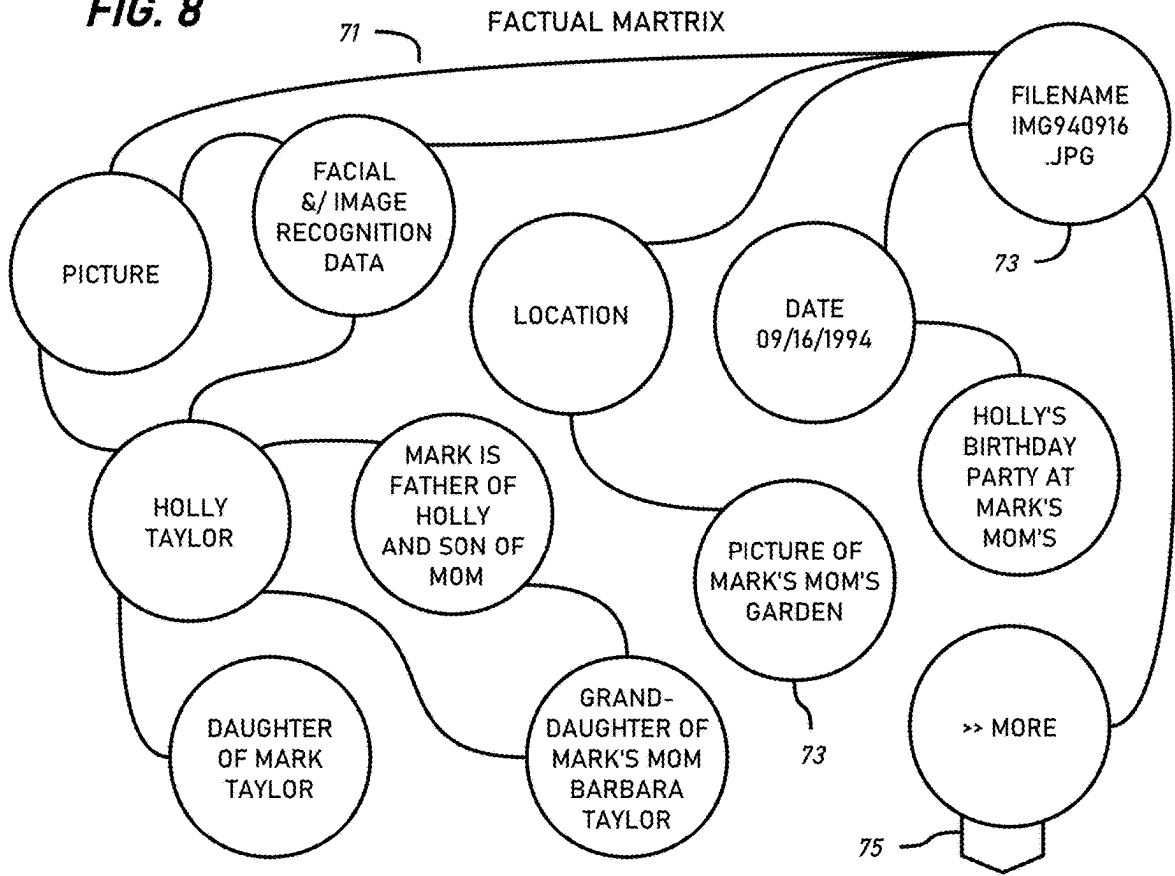 FIG. 8
FACTUAL MARTRIX
71
FILENAME
IMG940916
.JPG
73
FACIAL
&/ IMAGE
RECOGNITION
DATA
PICTURE
LOCATION
DATE
09/16/1994
HOLLY'S
BIRTHDAY
PARTY AT
MARK'S
MOM'S
HOLLY
TAYLOR
MARK IS
FATHER OF
HOLLY
AND SON OF
MOM
PICTURE OF
MARK'S MOM'S
GARDEN
73
DAUGHTER
OF MARK
TAYLOR
GRAND-
DAUGHTER OF
MARK'S MOM
BARBARA
TAYLOR
>> MORE
75